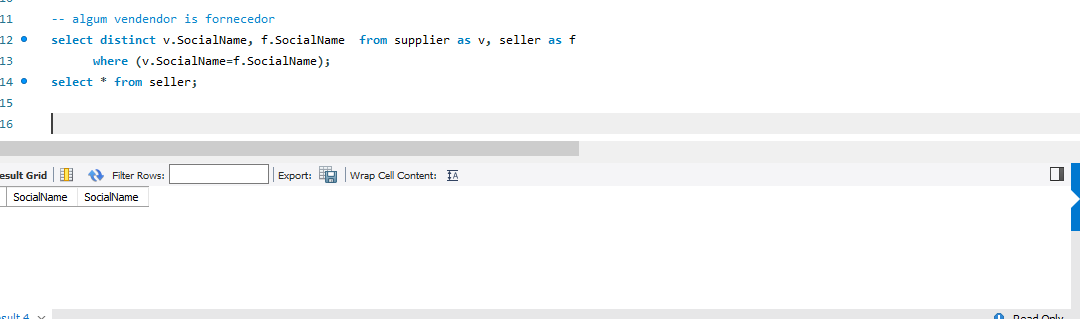 11 -- algum vendendor is fornecedor
12 select distinct v.SocialName, f.SocialName from supplier as v, seller as f
13 where (v.SocialName=f.SocialName);
14 select * from seller;
15
16
esult Grid Filter Rows: Export: Wrap Cell Content:
SocialName SocialName
esult 4 Read Only